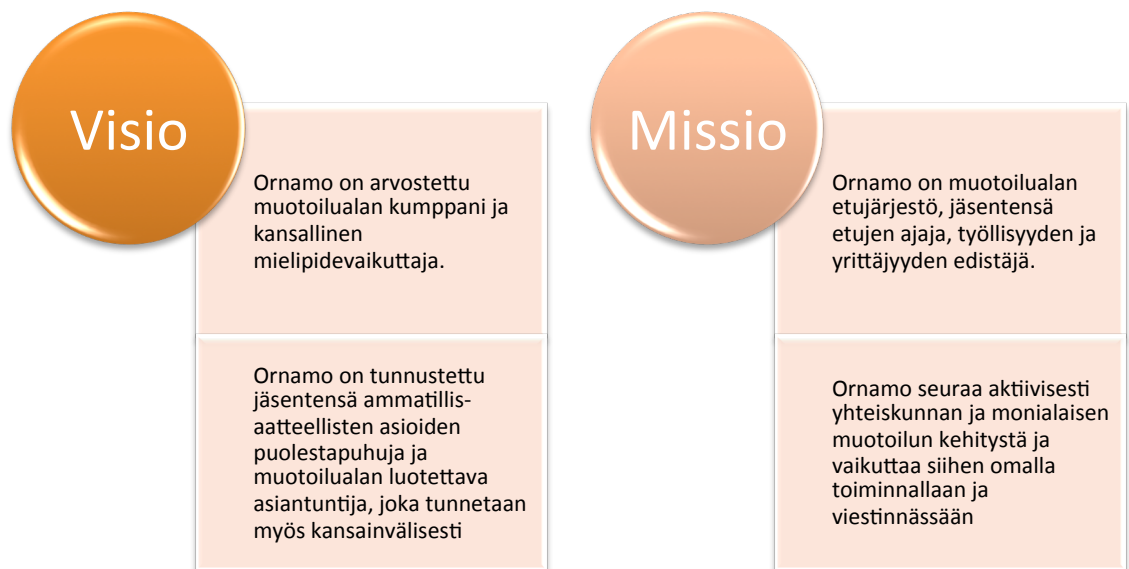 Visio
Ornamo on arvostettu
muotoilualan kumppani ja
kansallinen
mielipidevaikuttaja.
Ornamo on tunnustettu
jäsentensä ammatillis-
aatteellisten asioiden
puolestapuhuja ja
muotoilualan luotettava
asiantuntija, joka tunnetaan
myös kansainvälisesti
Missio
Ornamo on muotoilualan
etujärjestö, jäsentensä
etujen ajaja, työllisyyden ja
yrittäjyyden edistäjä.
Ornamo seuraa aktiivisesti
yhteiskunnan ja monialaisen
muotoilun kehitystä ja
vaikuttaa siihen omalla
toiminnallaan ja
viestinnässään